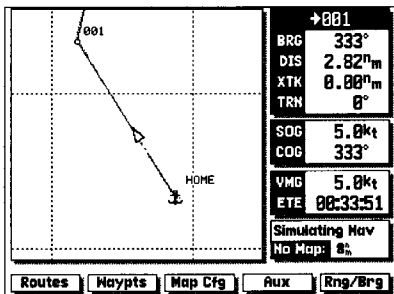 001
HOME
→001
BRG 333°
DIS 2.82nm
XTK 0.00nm
TRN 0°
SOG 5.0kt
COG 333°
VMG 5.0kt
ETE 00:33:51
Simulating Nav
No Map: 8nm
Routes Waypts Map Cfg Aux Rng/Brg